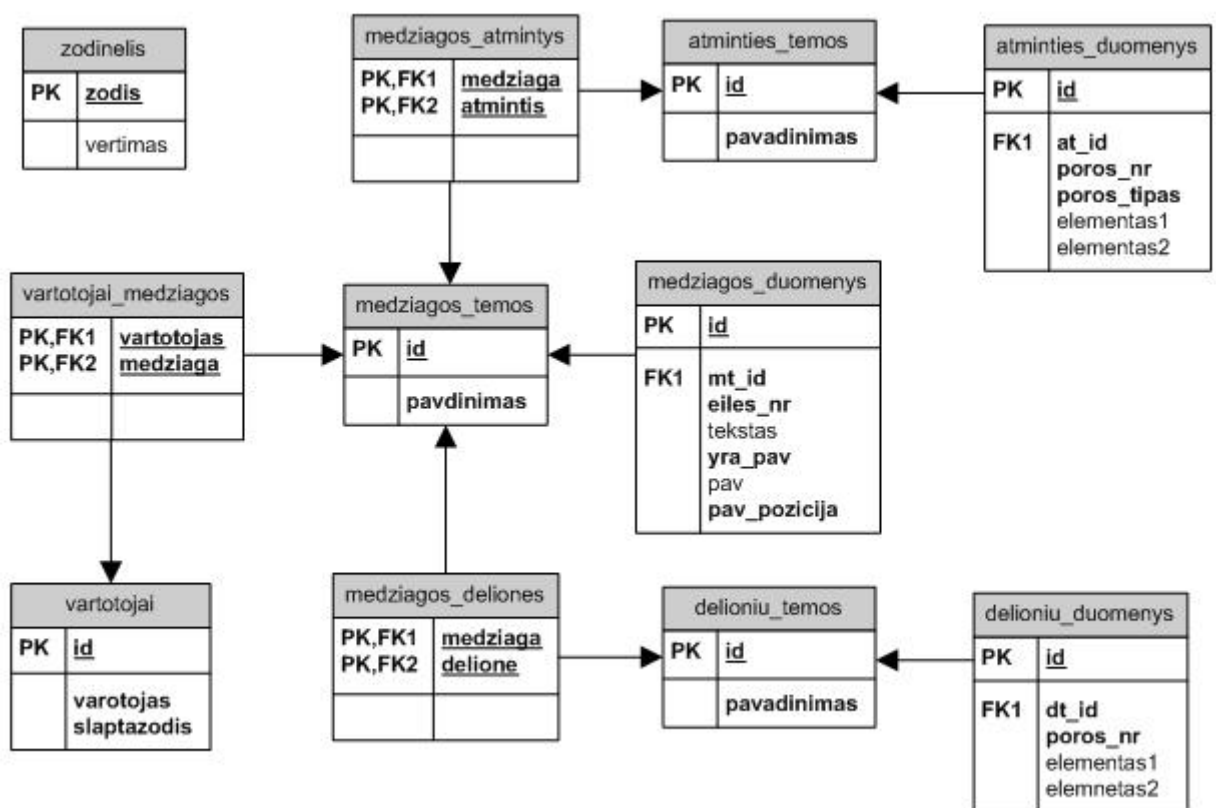 zodinelis
PK zodis
vertimas
medziagos_atmintys
PK,FK1 medziaga
PK,FK2 atmintis
atminties_temos
PK id
pavadinimas
atminties_duomenys
PK id
FK1 at_id
poros_nr
poros_tipas
elementas1
elementas2
vartotojai_medziagos
PK,FK1 vartotojas
PK,FK2 medziaga
medziagos_temos
PK id
pavdinimas
medziagos_duomenys
PK id
FK1 mt_id
eiles_nr
tekstas
yra_pav
pav
pav_pozicija
vartotojai
PK id
varotojas
slaptazodis
medziagos_deliones
PK,FK1 medziaga
PK,FK2 delione
delioniu_temos
PK id
pavadinimas
delioniu_duomenys
PK id
FK1 dt_id
poros_nr
elementas1
elemnetas2